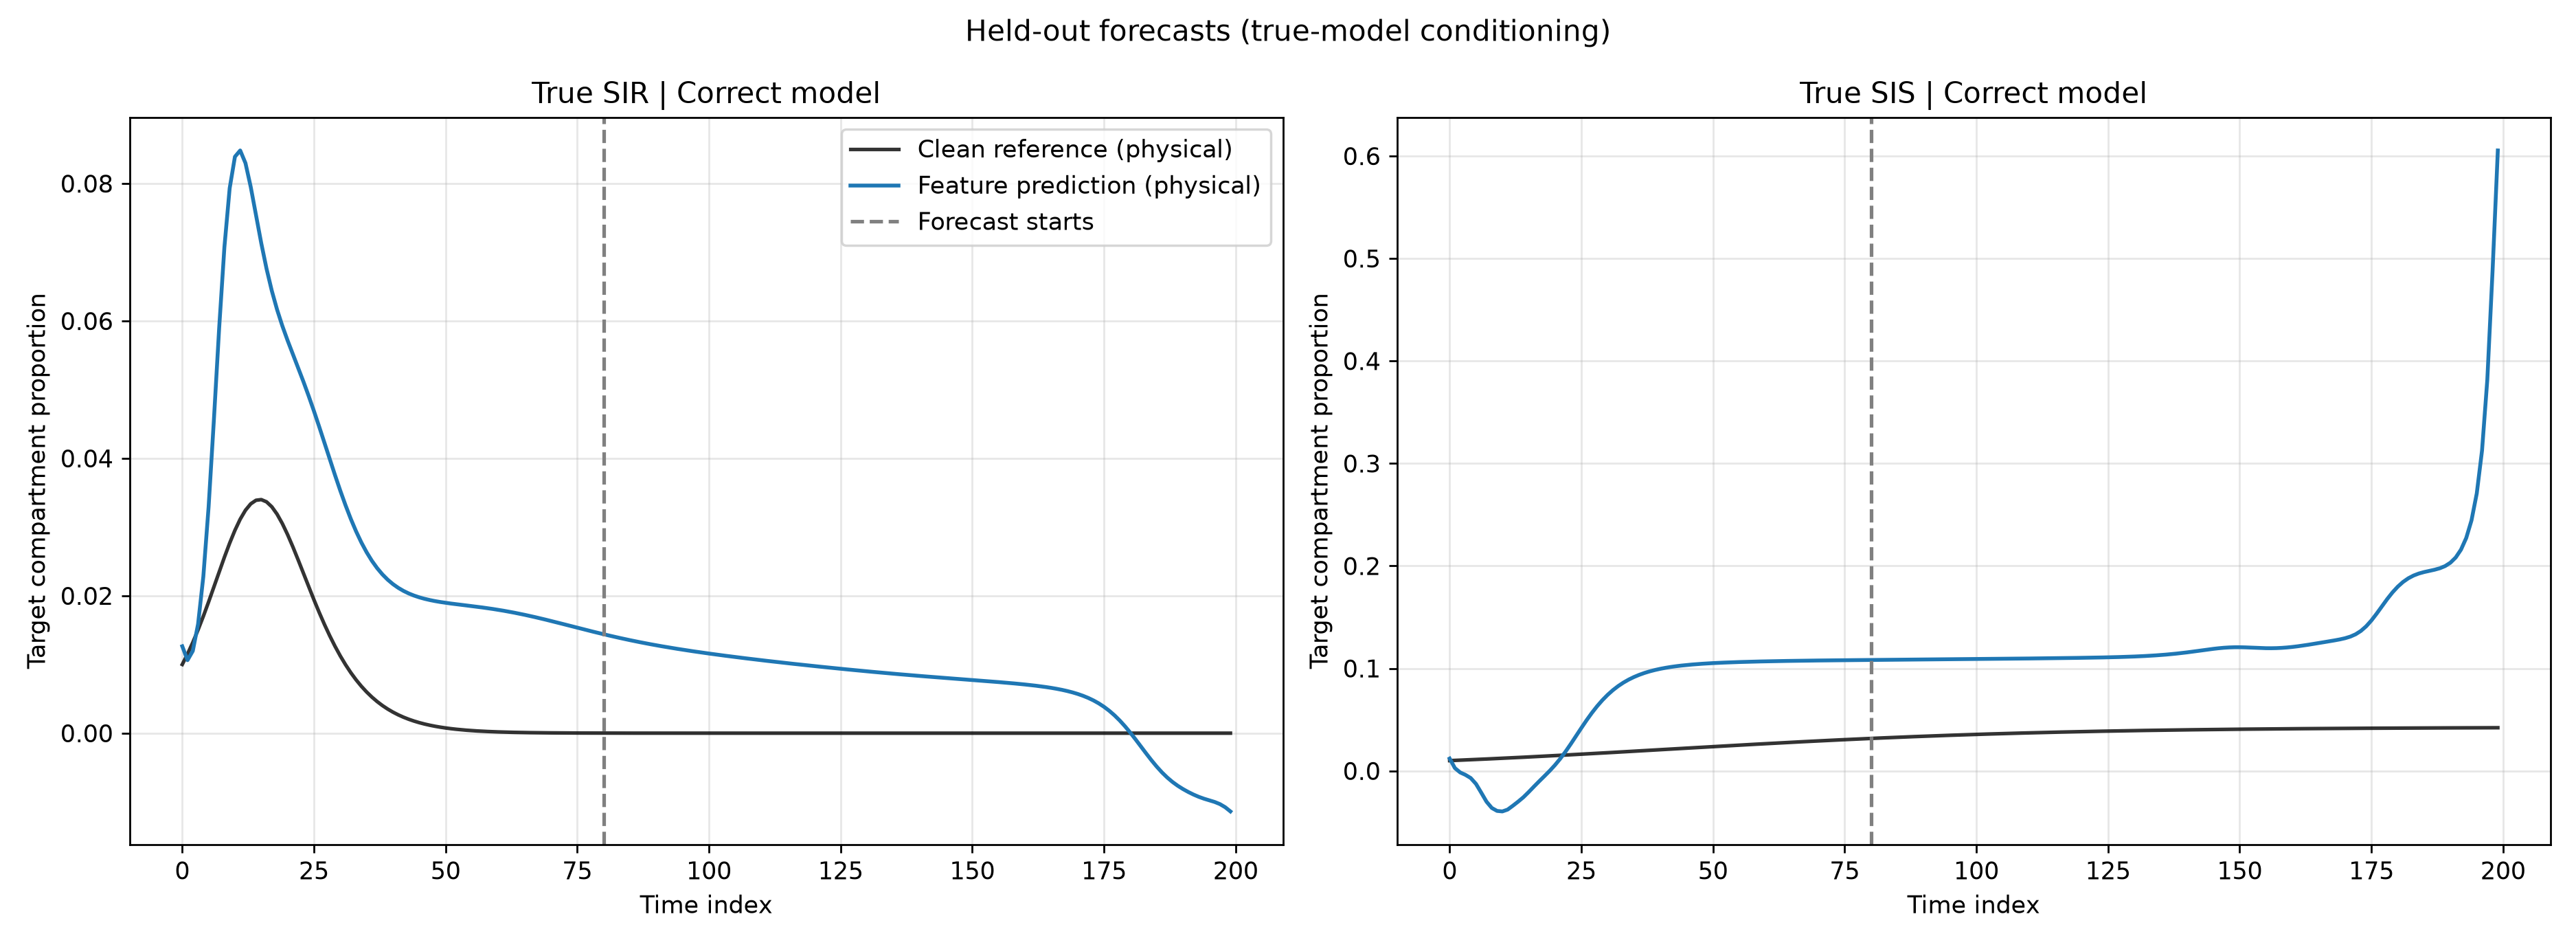 Held-out forecasts (true-model conditioning)
True SIR | Correct model
Target compartment proportion
0.08
0.06
0.04
0.02
0.00
Clean reference (physical)
Feature prediction (physical)
Forecast starts
0 25 50 75 100 125 150 175 200
Time index
True SIS | Correct model
Target compartment proportion
0.6
0.5
0.4
0.3
0.2
0.1
0.0
0 25 50 75 100 125 150 175 200
Time index